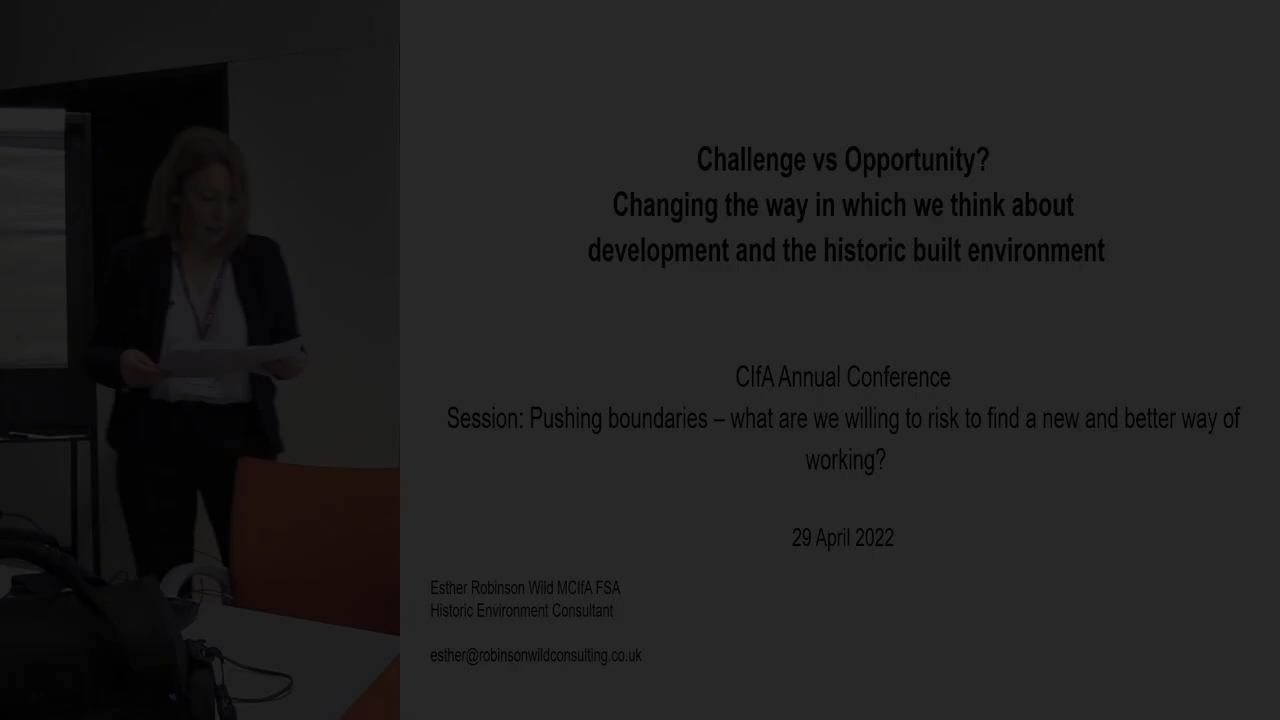 Challenge vs Opportunity?
Changing the way in which we think about
development and the historic built environment
CIfA Annual Conference
Session: Pushing boundaries – what are we willing to risk to find a new and better way of
working?
29 April 2022
Esther Robinson Wild MCIfA FSA
Historic Environment Consultant
esther@robinsonwildconsulting.co.uk